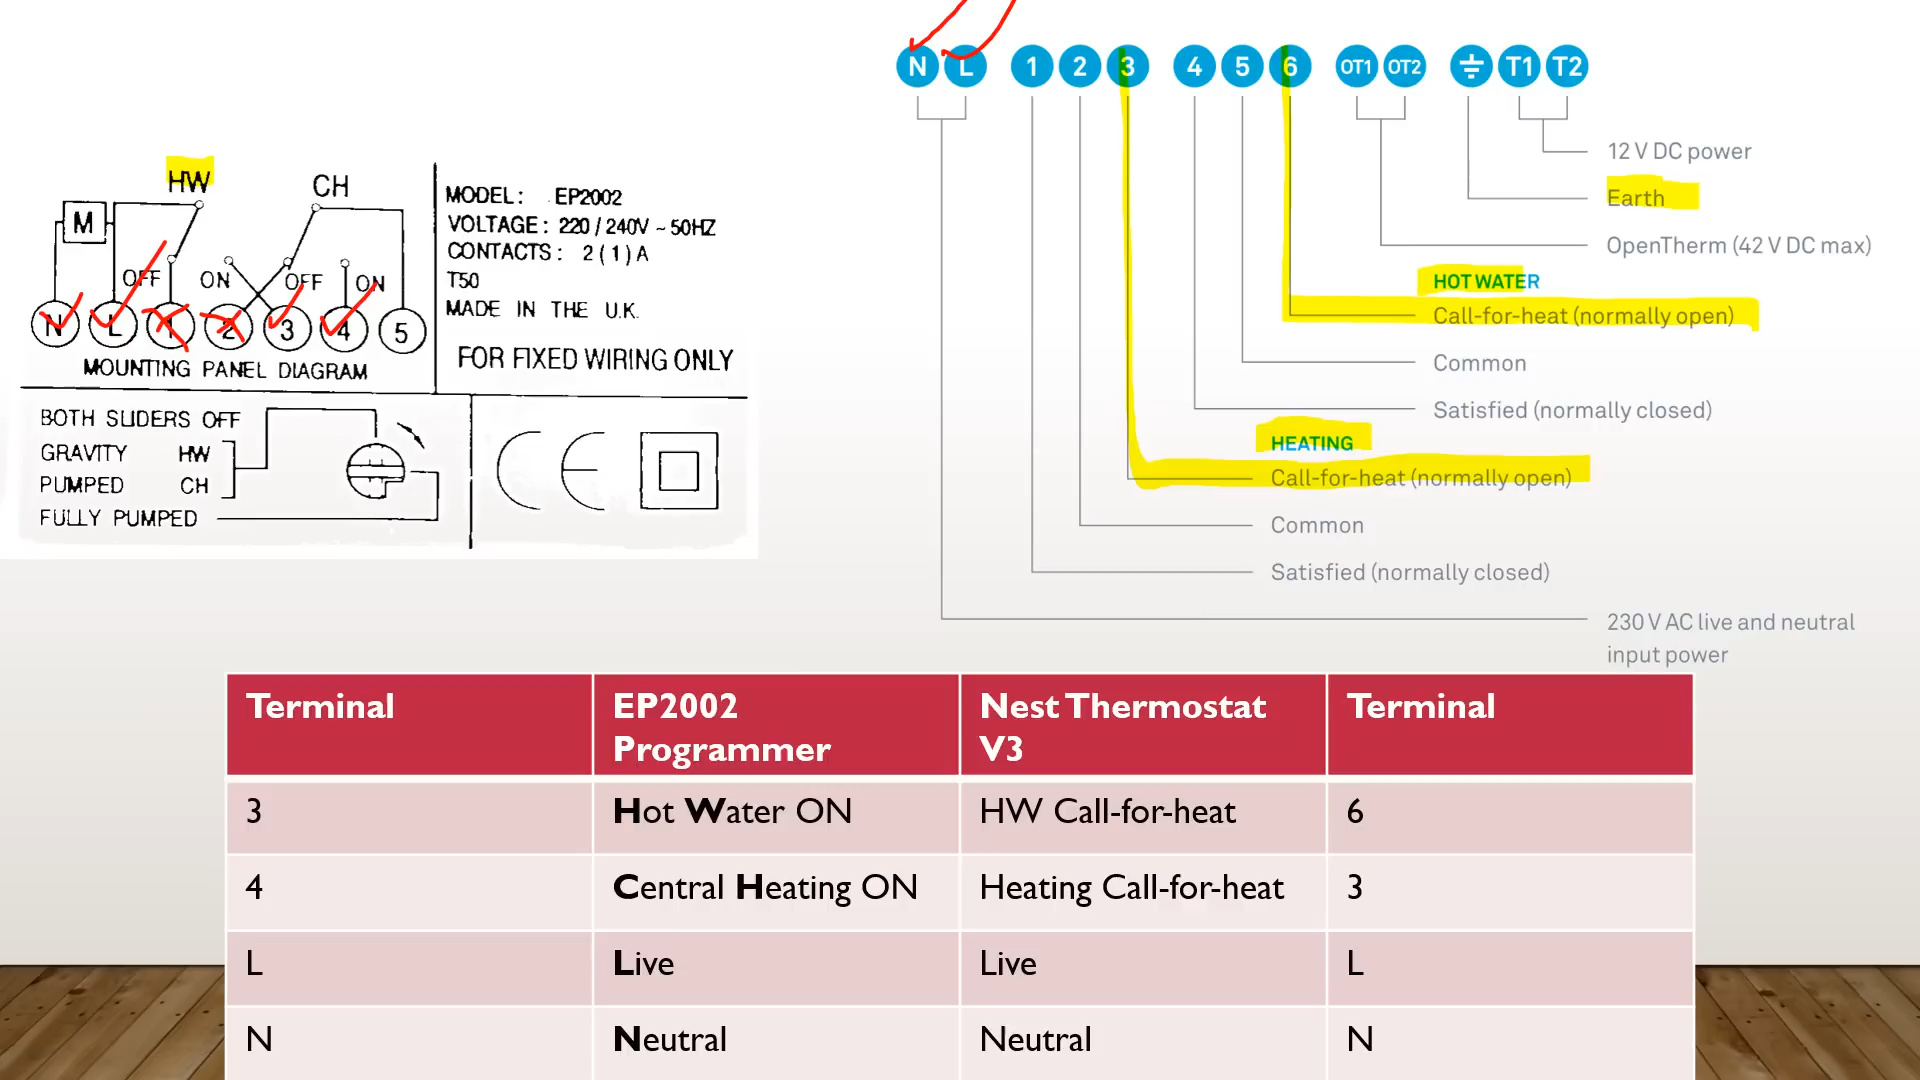 N L 1 2 3 4 5 6 OT1 OT2 T1 T2
12 V DC power
Earth
OpenTherm (42 V DC max)
HOT WATER
Call-for-heat (normally open)
Common
Satisfied (normally closed)
HEATING
Call-for-heat (normally open)
Common
Satisfied (normally closed)
230 V AC live and neutral
input power
HW CH
M
OFF ON OFF ON
N L 1 2 3 4 5
MOUNTING PANEL DIAGRAM
MODEL: EP2002
VOLTAGE: 220 / 240V ~ 50HZ
CONTACTS: 2 ( 1 ) A
T50
MADE IN THE U.K.
FOR FIXED WIRING ONLY
BOTH SLIDERS OFF
GRAVITY HW
PUMPED CH
FULLY PUMPED
CE
Terminal EP2002 Programmer Nest Thermostat V3 Terminal
3 Hot Water ON HW Call-for-heat 6
4 Central Heating ON Heating Call-for-heat 3
L Live Live L
N Neutral Neutral N